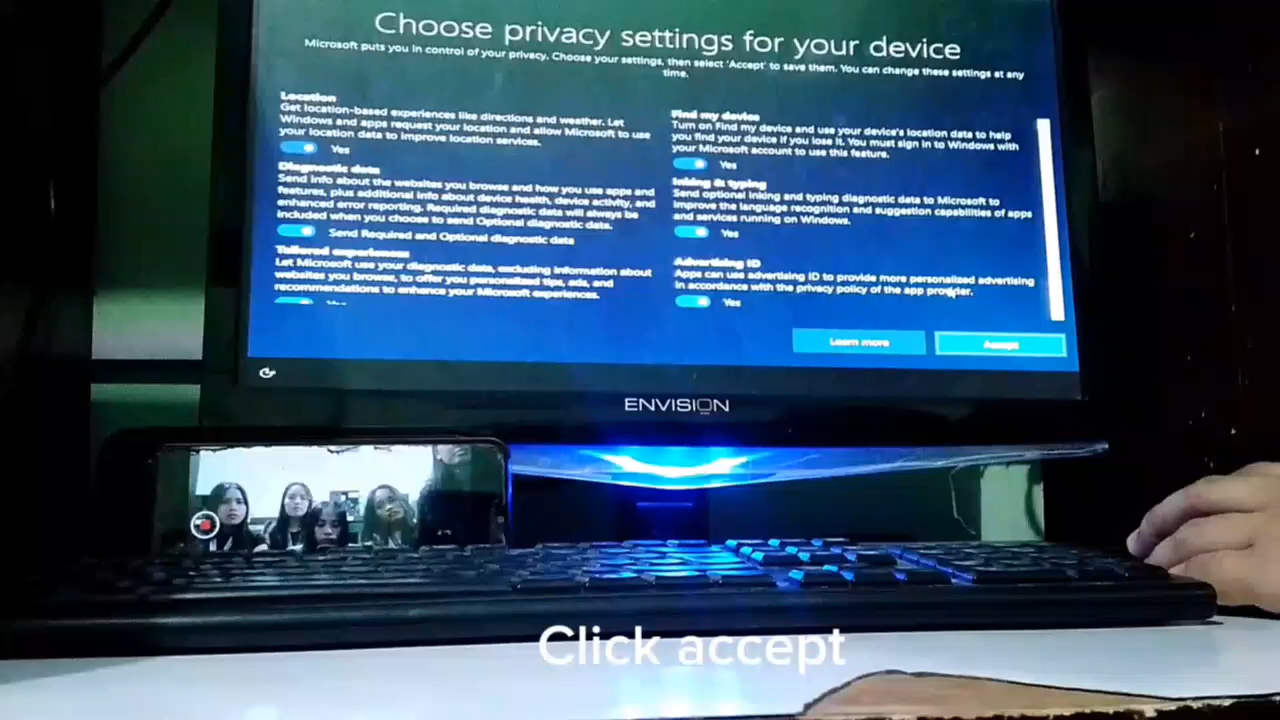 Choose privacy settings for your device
Microsoft puts you in control of your privacy. Choose your settings, then select 'Accept' to save them. You can change these settings at any
time.
Location
Get location-based experiences like directions and weather. Let
Windows and apps request your location and allow Microsoft to use
your location data to improve location services.
Yes
Diagnostic data
Send info about the websites you browse and how you use apps and
features, plus additional info about device health, device activity, and
enhanced error reporting. Required diagnostic data will always be
included when you choose to send Optional diagnostic data.
Send Required and Optional diagnostic data
Tailored experiences
Let Microsoft use your diagnostic data, excluding information about
websites you browse, to offer you personalized tips, ads, and
recommendations to enhance your Microsoft experiences.
Find my device
Turn on Find my device and use your device's location data to help
you find your device if you lose it. You must sign in to Windows with
your Microsoft account to use this feature.
Yes
Inking & typing
Send optional inking and typing diagnostic data to Microsoft to
improve the language recognition and suggestion capabilities of apps
and services running on Windows.
Yes
Advertising ID
Apps can use advertising ID to provide more personalized advertising
in accordance with the privacy policy of the app provider.
Yes
Learn more
Accept
ENVISION
Click accept